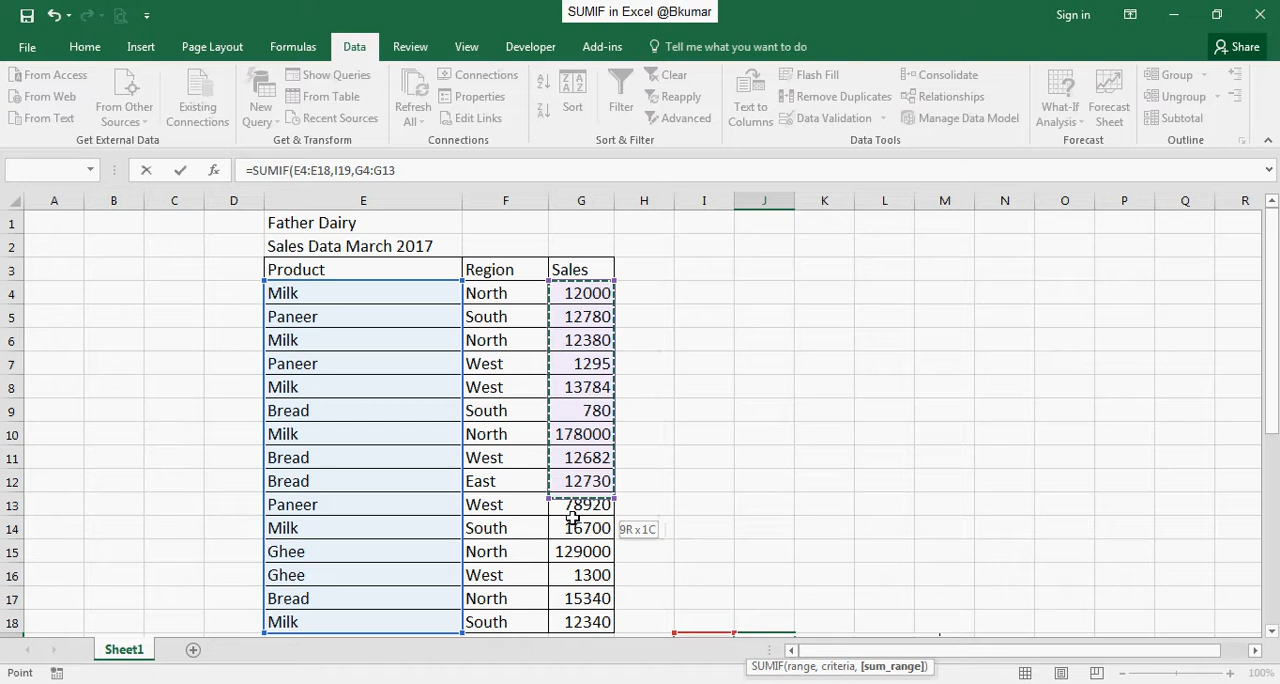 SUMIF in Excel @Bkumar
Sign in
File Home Insert Page Layout Formulas Data Review View Developer Add-ins Tell me what you want to do Share
From Access
From Web
From Text
From Other Sources
Existing Connections
Get External Data
New Query
Show Queries
From Table
Recent Sources
Get & Transform
Refresh All
Connections
Properties
Edit Links
Connections
Sort
Filter
Clear
Reapply
Advanced
Sort & Filter
Text to Columns
Flash Fill
Remove Duplicates
Data Validation
Consolidate
Relationships
Manage Data Model
Data Tools
What-If Analysis
Forecast Sheet
Forecast
Group
Ungroup
Subtotal
Outline
fx =SUMIF(E4:E18,I19,G4:G13
A B C D E F G H I J K L M N O P Q R
1 Father Dairy
2 Sales Data March 2017
3 Product Region Sales
4 Milk North 12000
5 Paneer South 12780
6 Milk North 12380
7 Paneer West 1295
8 Milk West 13784
9 Bread South 780
10 Milk North 178000
11 Bread West 12682
12 Bread East 12730
13 Paneer West 78920
14 Milk South 16700 9R x 1C
15 Ghee North 129000
16 Ghee West 1300
17 Bread North 15340
18 Milk South 12340
Sheet1
SUMIF(range, criteria, [sum_range])
Point
100%